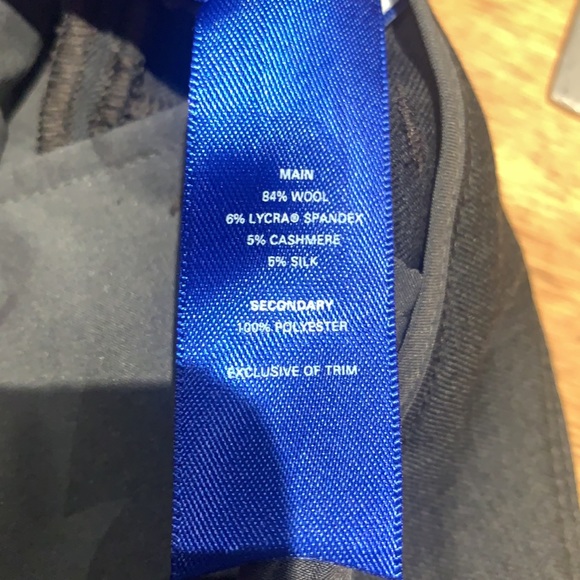 MAIN
84% WOOL
6% LYCRA® SPANDEX
5% CASHMERE
5% SILK
SECONDARY
100% POLYESTER
EXCLUSIVE OF TRIM